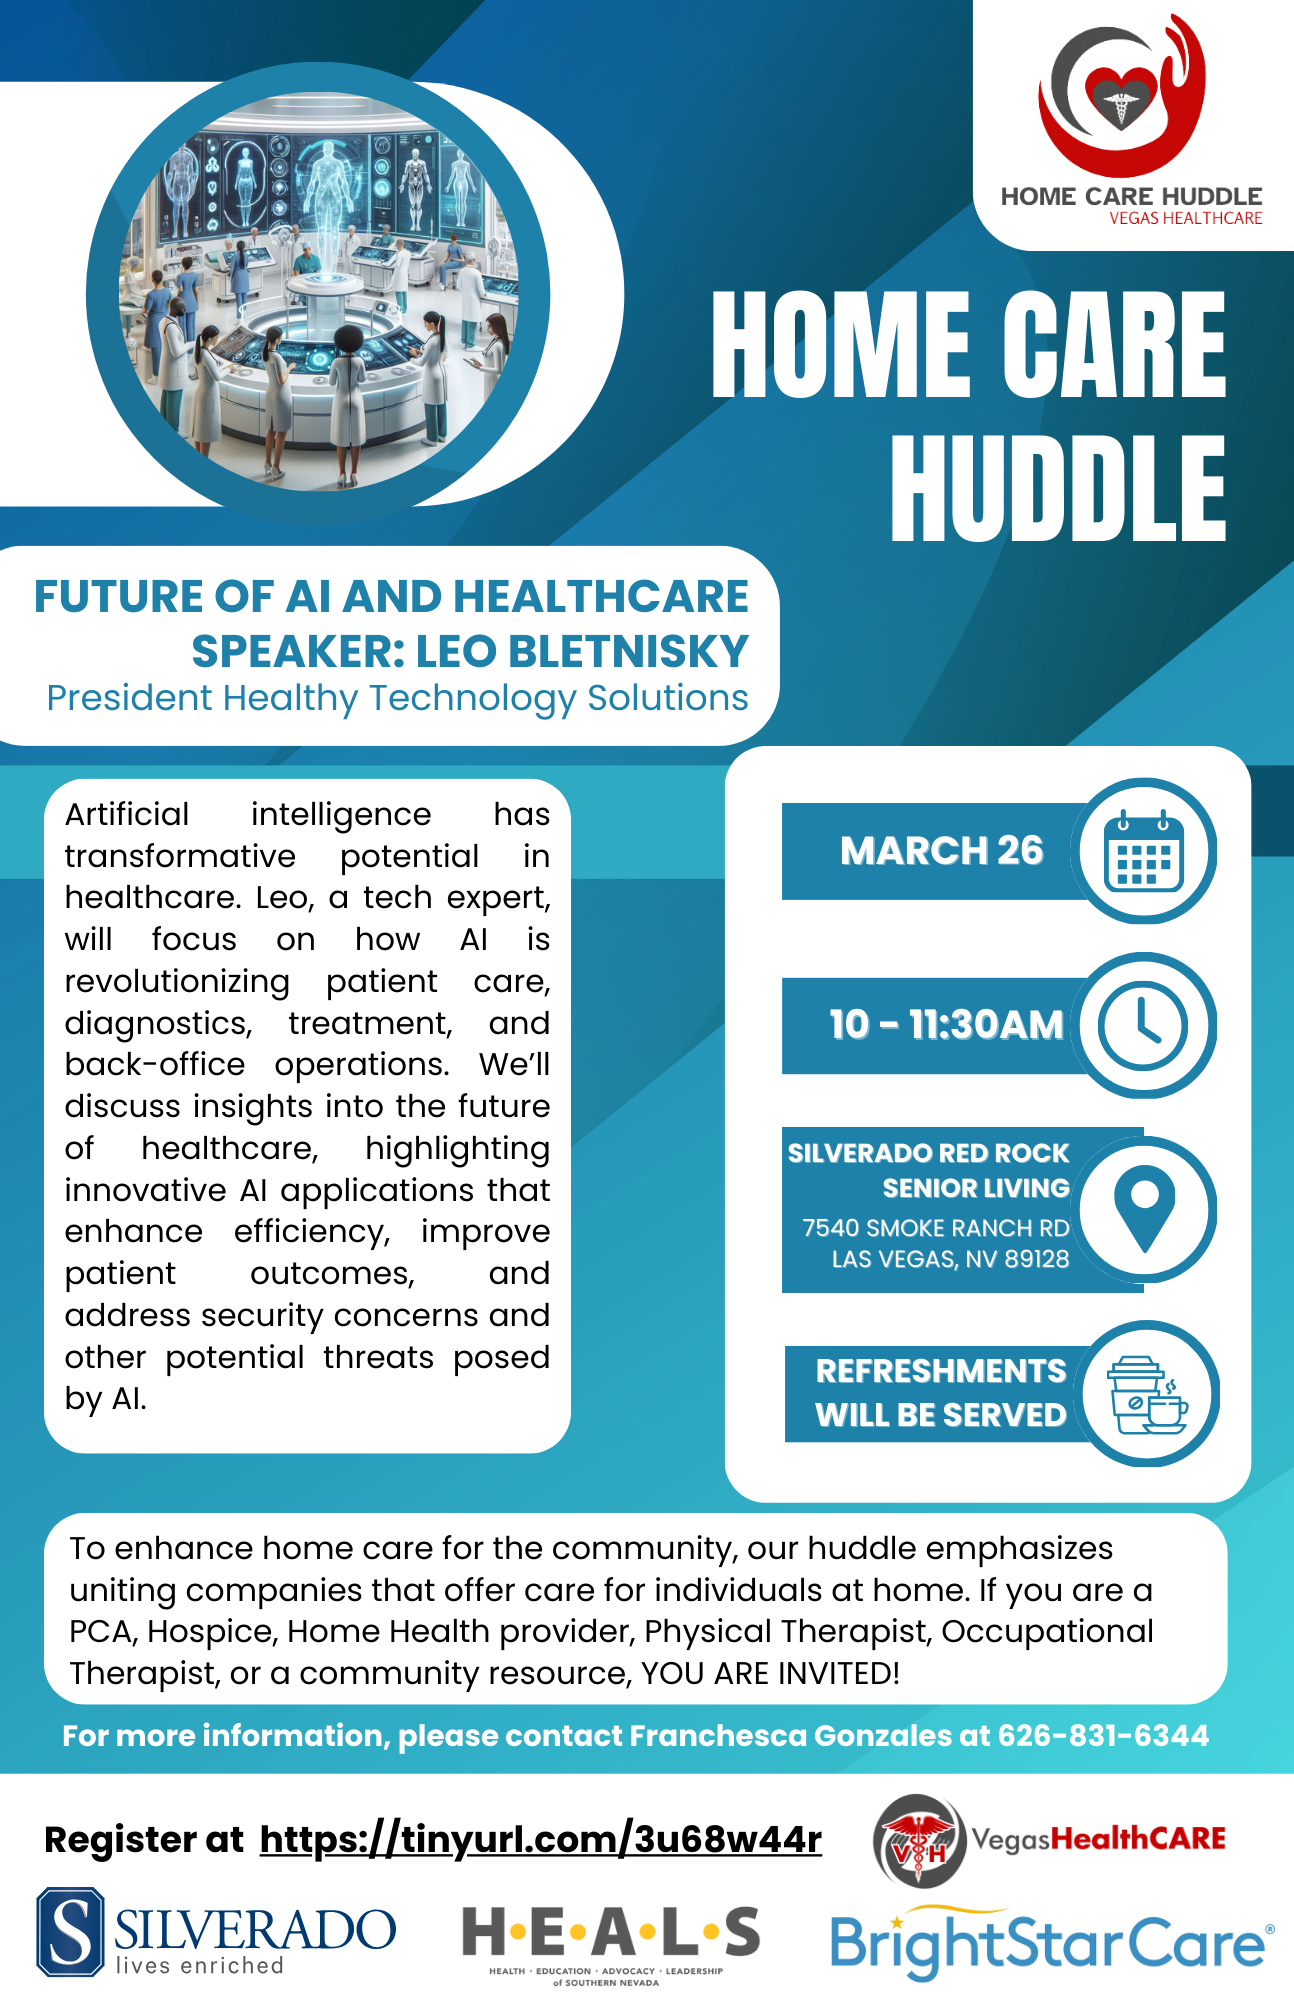 HOME CARE HUDDLE
VEGAS HEALTHCARE
HOME CARE
HUDDLE
FUTURE OF AI AND HEALTHCARE
SPEAKER: LEO BLETNISKY
President Healthy Technology Solutions
Artificial intelligence has
transformative potential in
healthcare. Leo, a tech expert,
will focus on how AI is
revolutionizing patient care,
diagnostics, treatment, and
back-office operations. We’ll
discuss insights into the future
of healthcare, highlighting
innovative AI applications that
enhance efficiency, improve
patient outcomes, and
address security concerns and
other potential threats posed
by AI.
MARCH 26
10 - 11:30AM
SILVERADO RED ROCK
SENIOR LIVING
7540 SMOKE RANCH RD
LAS VEGAS, NV 89128
REFRESHMENTS
WILL BE SERVED
To enhance home care for the community, our huddle emphasizes
uniting companies that offer care for individuals at home. If you are a
PCA, Hospice, Home Health provider, Physical Therapist, Occupational
Therapist, or a community resource, YOU ARE INVITED!
For more information, please contact Franchesca Gonzales at 626-831-6344
Register at https://tinyurl.com/3u68w44r
VH VegasHealthCARE
S SILVERADO
lives enriched
H·E·A·L·S
HEALTH · EDUCATION · ADVOCACY · LEADERSHIP
of SOUTHERN NEVADA
BrightStarCare®